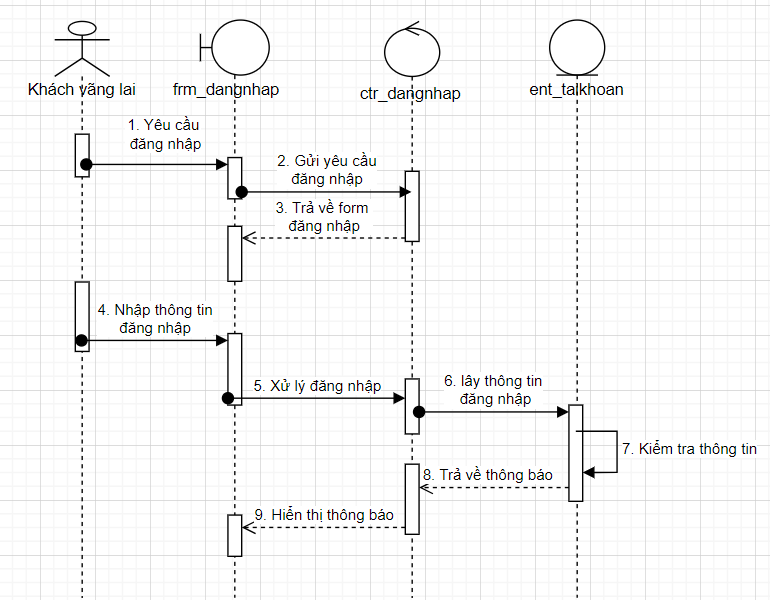 Khách vãng lai
frm_dangnhap
ctr_dangnhap
ent_taikhoan
1. Yêu cầu
đăng nhập
2. Gửi yêu cầu
đăng nhập
3. Trả về form
đăng nhập
4. Nhập thông tin
đăng nhập
5. Xử lý đăng nhập
6. lây thông tin
đăng nhập
7. Kiểm tra thông tin
8. Trả về thông báo
9. Hiển thị thông báo